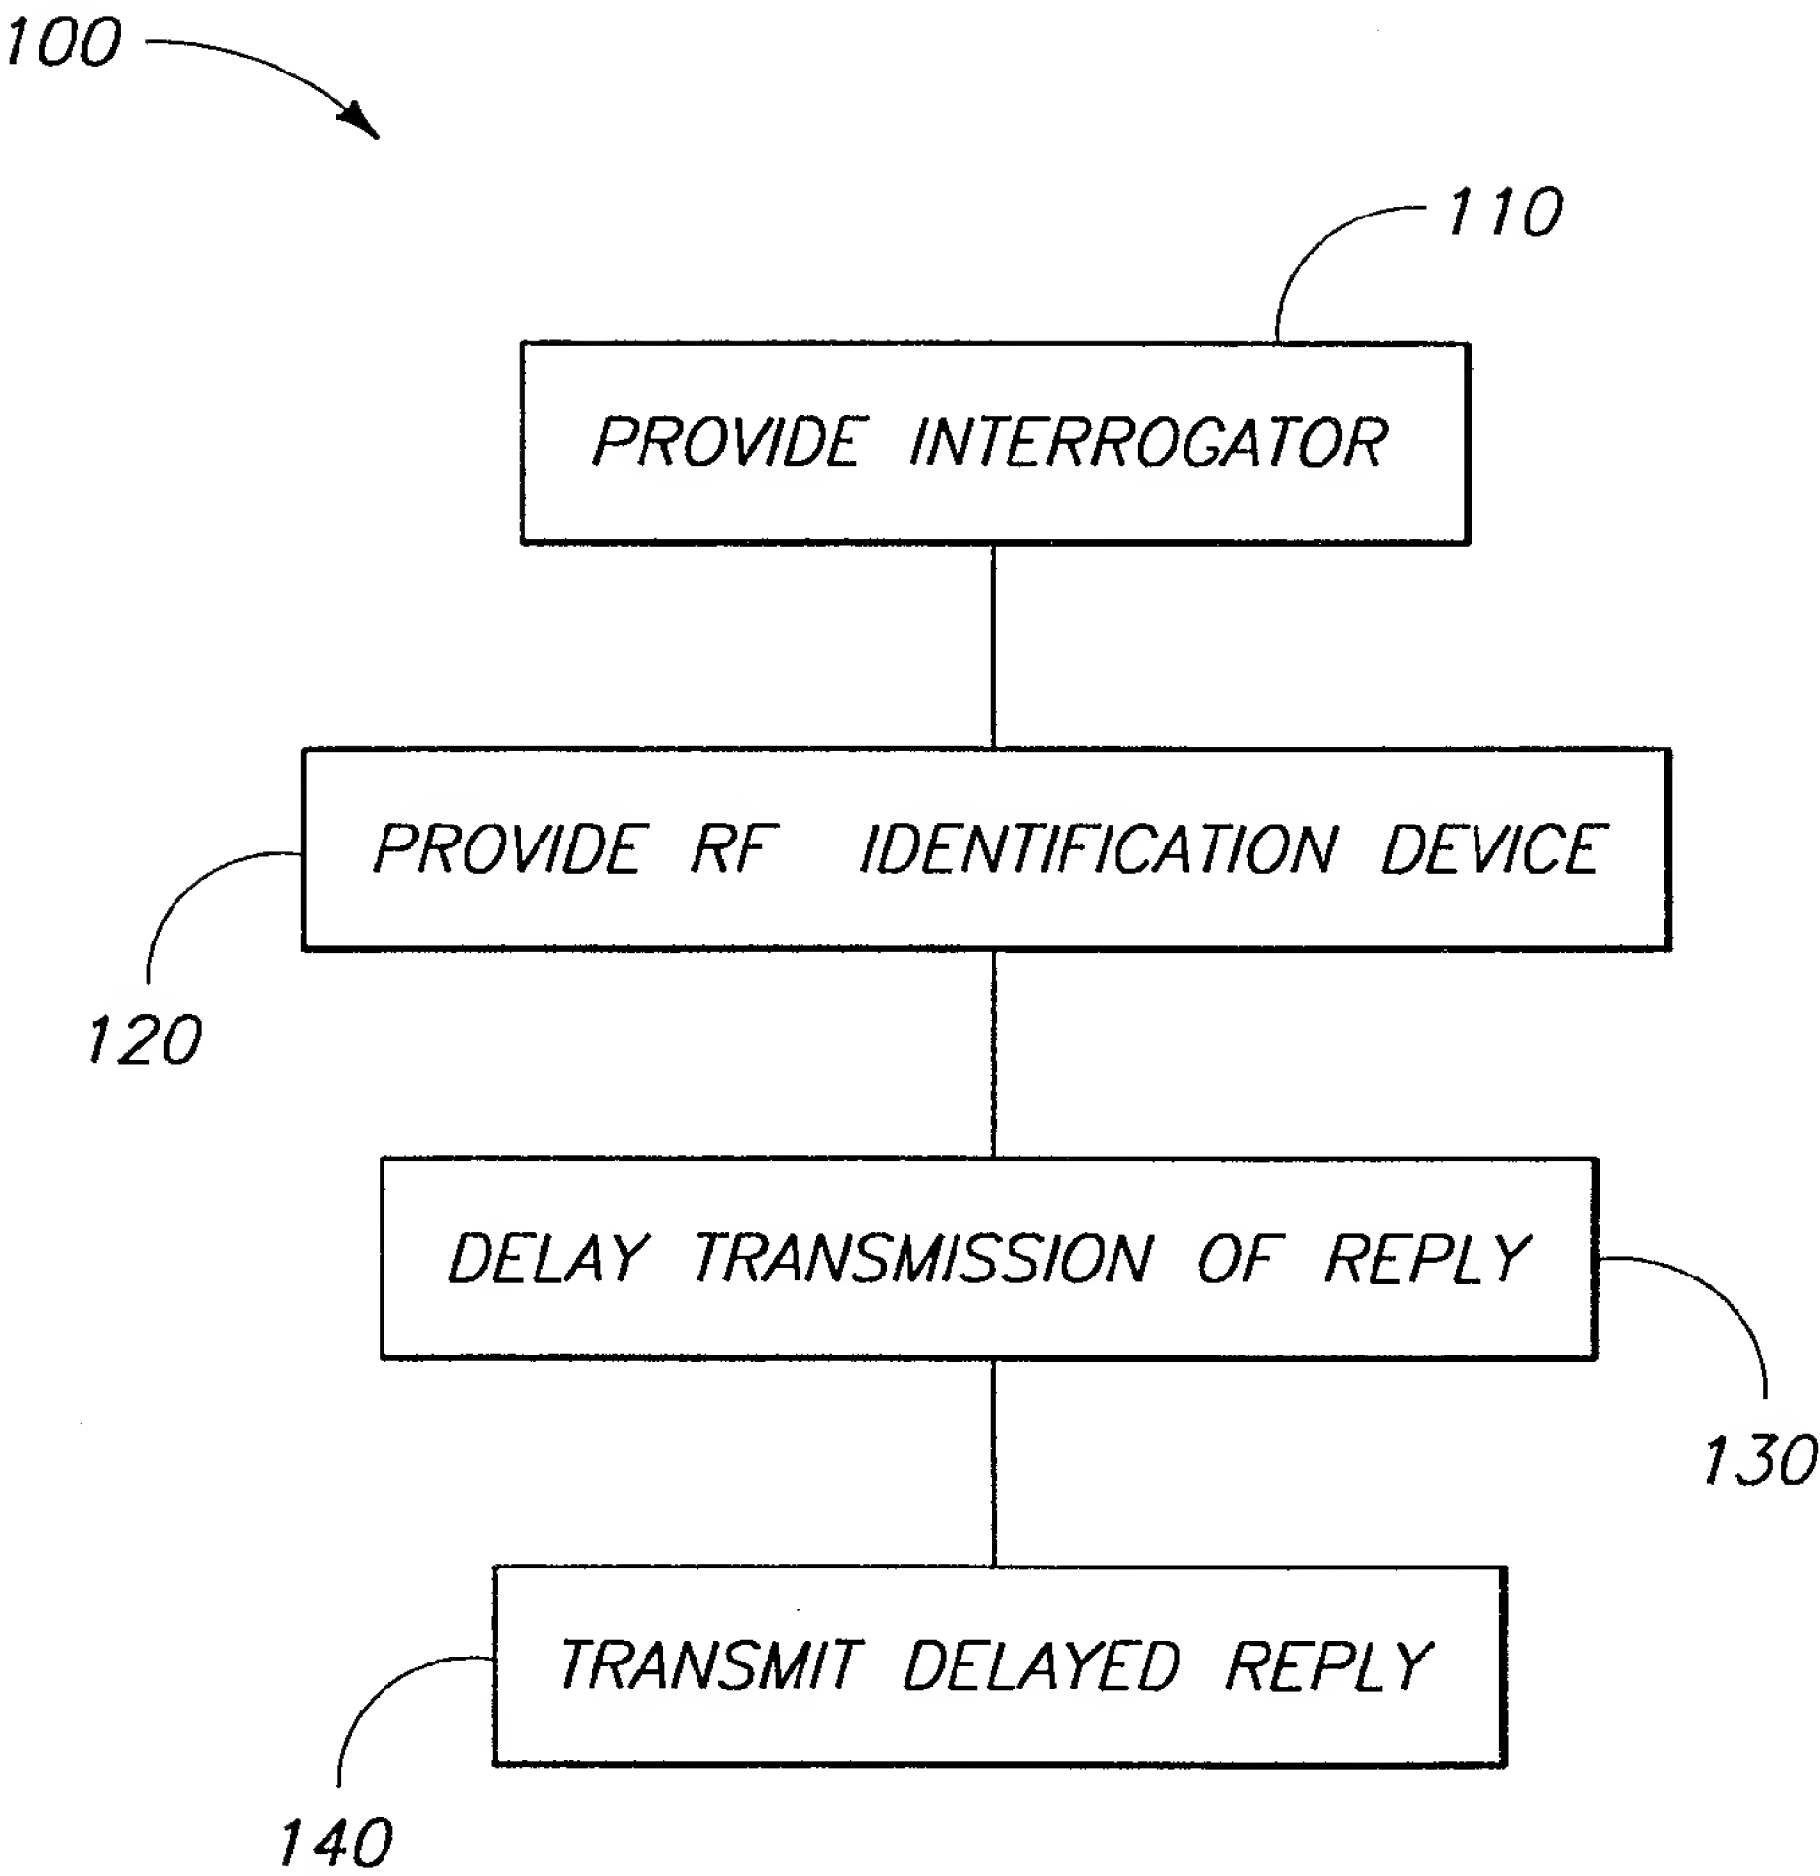 100
110
PROVIDE INTERROGATOR
PROVIDE RF IDENTIFICATION DEVICE
120
DELAY TRANSMISSION OF REPLY
130
TRANSMIT DELAYED REPLY
140